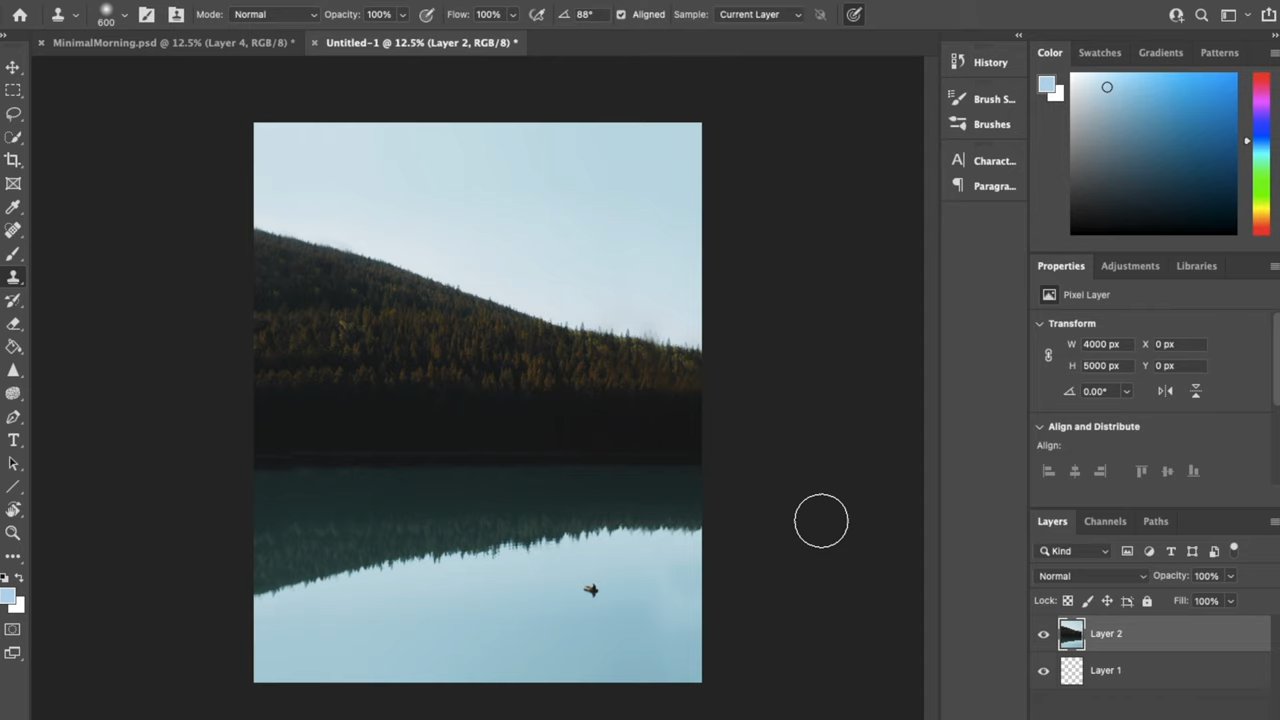 600
Mode: Normal Opacity: 100% Flow: 100% 88° Aligned Sample: Current Layer
× MinimalMorning.psd @ 12.5% (Layer 4, RGB/8) * × Untitled-1 @ 12.5% (Layer 2, RGB/8) *
History
Brush S...
Brushes
Charact...
Paragra...
Color Swatches Gradients Patterns
Properties Adjustments Libraries
Pixel Layer
Transform
W 4000 px X 0 px
H 5000 px Y 0 px
0.00°
Align and Distribute
Align:
Layers Channels Paths
Kind
Normal Opacity: 100%
Lock: Fill: 100%
Layer 2
Layer 1